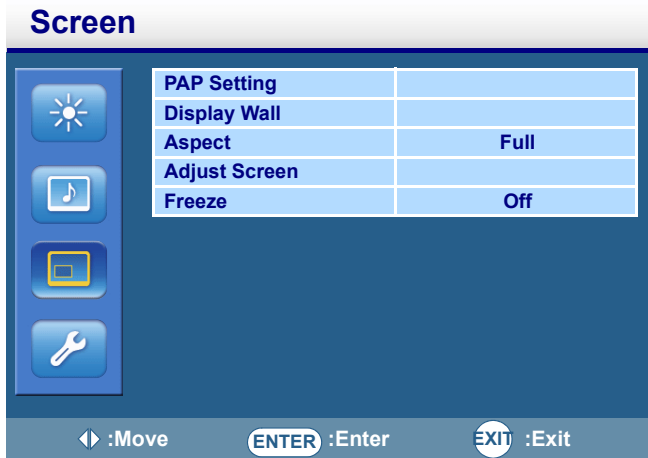 Screen
PAP Setting
Display Wall
Aspect Full
Adjust Screen
Freeze Off
:Move ENTER :Enter EXIT :Exit